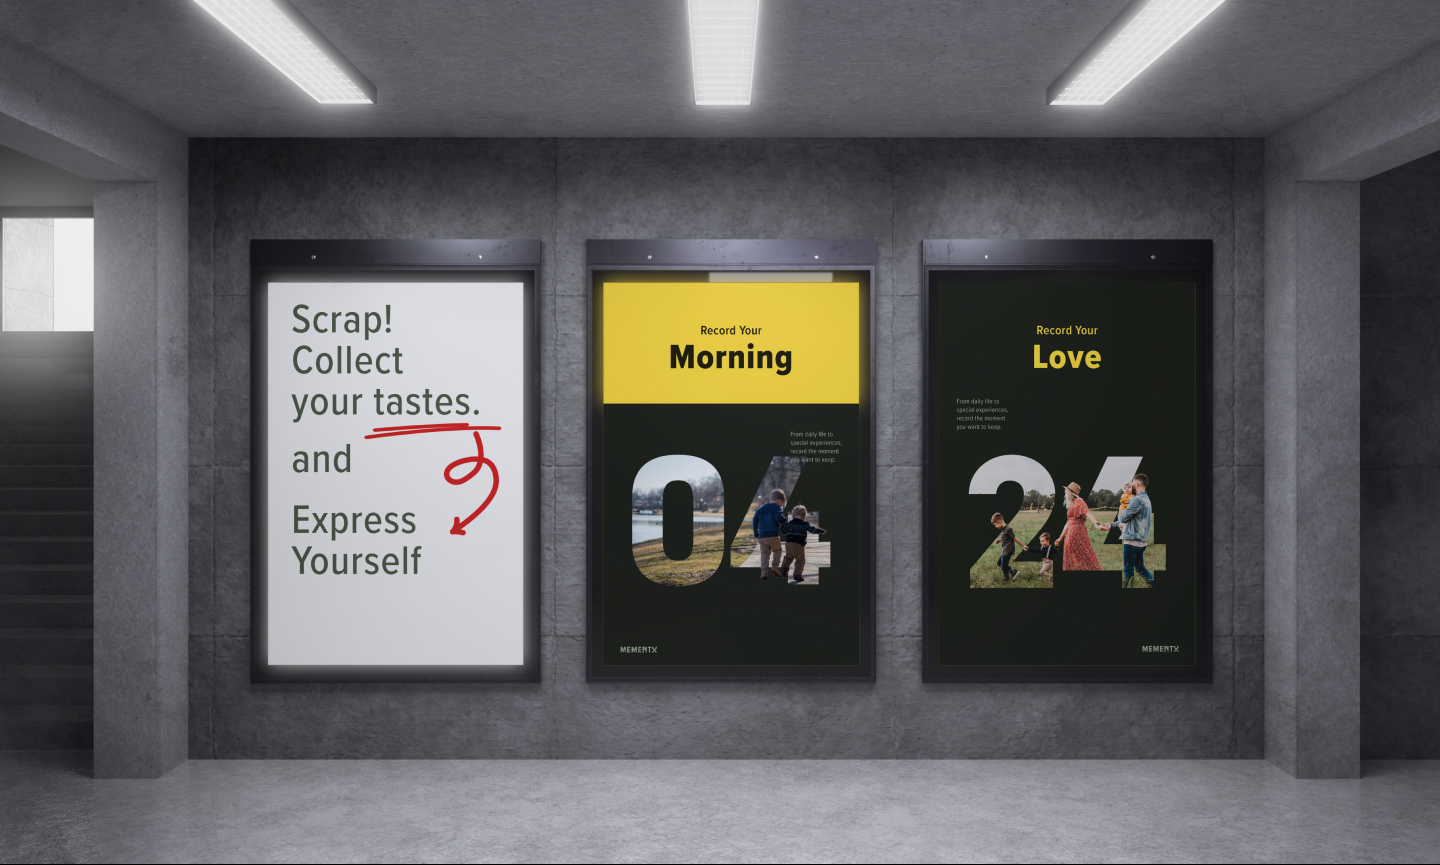 Scrap!
Collect
your tastes.
and
Express
Yourself
Record Your
Morning
From daily life to
special experiences,
record the moment
you want to keep.
04
MEMENTX
Record Your
Love
From daily life to
special experiences,
record the moment
you want to keep.
24
MEMENTX